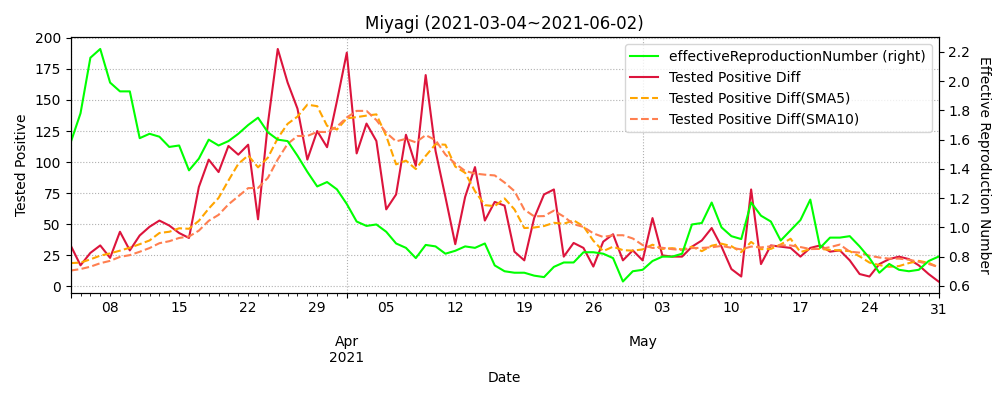 Miyagi (2021-03-04~2021-06-02)
effectiveReproductionNumber (right)
Tested Positive Diff
Tested Positive Diff(SMA5)
Tested Positive Diff(SMA10)
Tested Positive
200
175
150
125
100
75
50
25
0
2.2
2.0
1.8
1.6
1.4
1.2
1.0
0.8
0.6
Effective Reproduction Number
08 15 22 29 05 12 19 26 03 10 17 24 31
Apr May
2021
Date